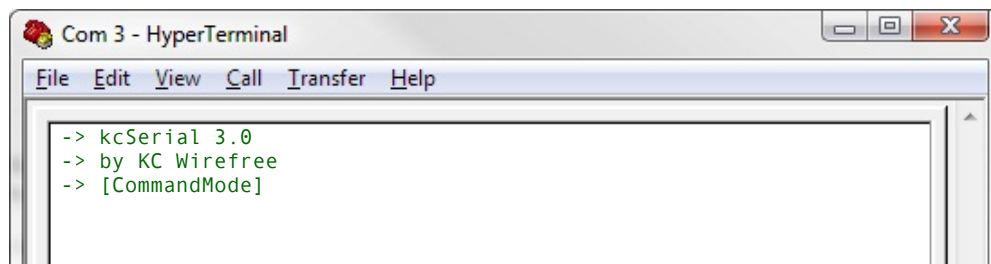 Com 3 - HyperTerminal
File Edit View Call Transfer Help
-> kcSerial 3.0
-> by KC Wirefree
-> [CommandMode]